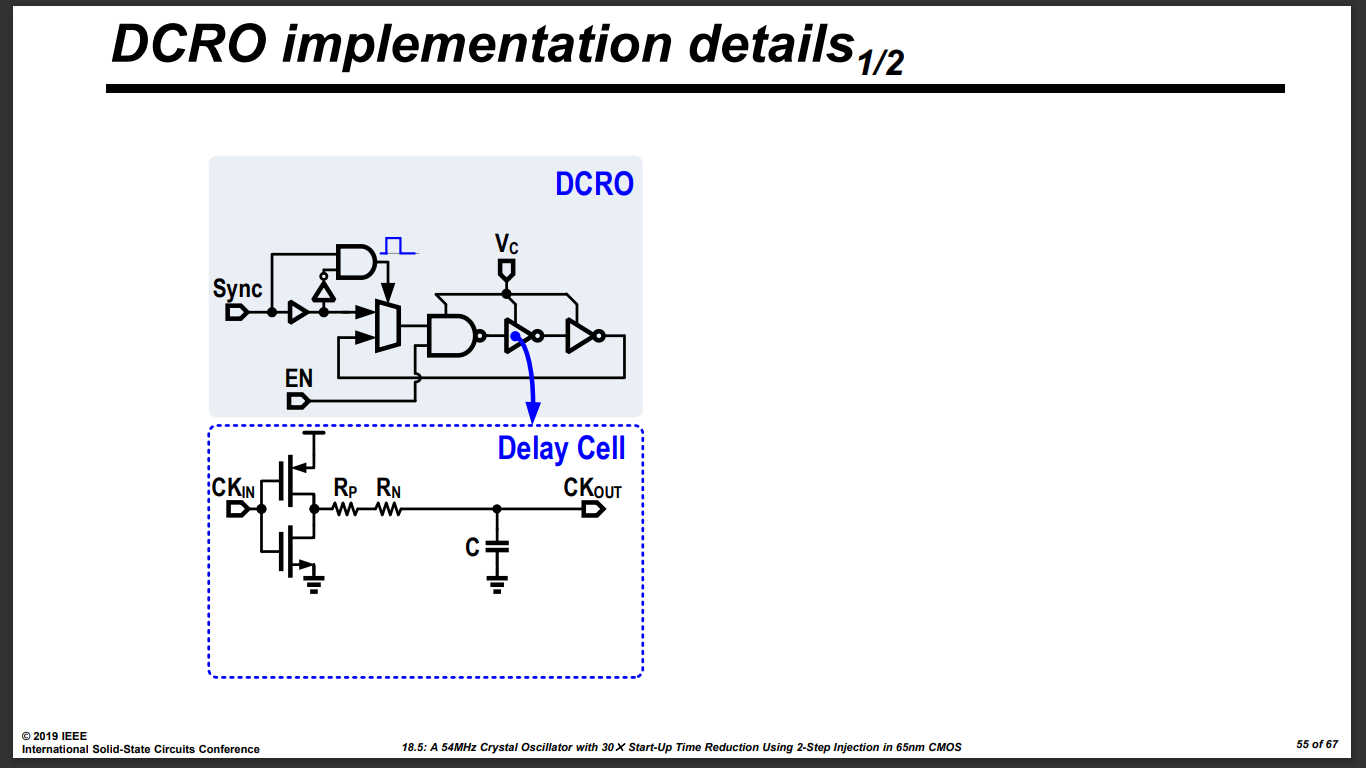 DCRO implementation details1/2
DCRO
VC
Sync
EN
Delay Cell
CKIN
RP
RN
CKOUT
C
© 2019 IEEE
International Solid-State Circuits Conference
18.5: A 54MHz Crystal Oscillator with 30✕ Start-Up Time Reduction Using 2-Step Injection in 65nm CMOS
55 of 67